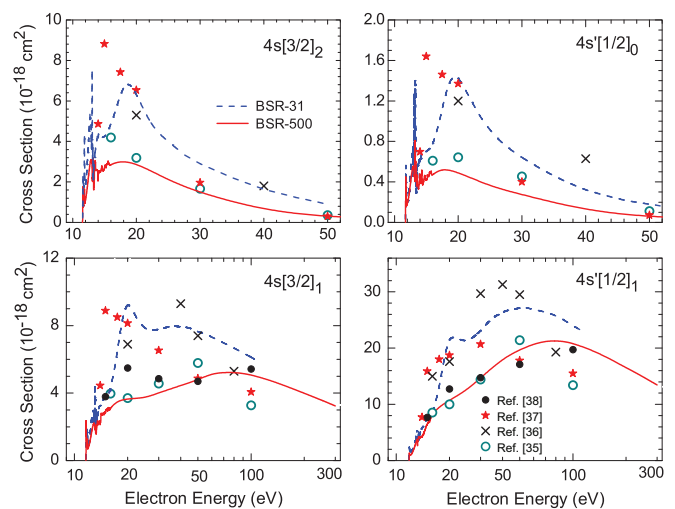 4s[3/2]2
4s'[1/2]0
Cross Section (10-18 cm2)
10
8
6
4
2
0
BSR-31
BSR-500
10 20 30 40 50
2.0
1.6
1.2
0.8
0.4
0.0
10 20 30 40 50
4s[3/2]1
4s'[1/2]1
Cross Section (10-18 cm2)
12
8
4
0
10 20 40 100 300
Electron Energy (eV)
30
20
10
0
Ref. [38]
Ref. [37]
Ref. [36]
Ref. [35]
10 20 40 100 300
Electron Energy (eV)